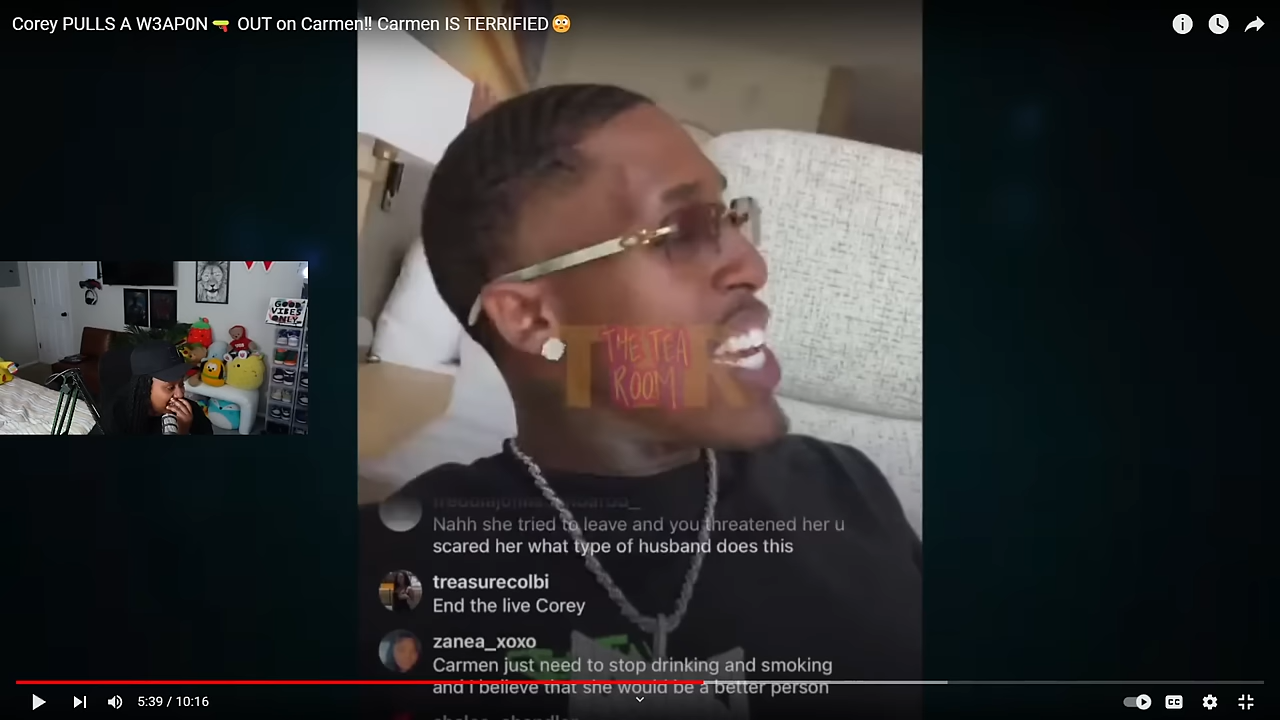 Corey PULLS A W3AP0N🔫 OUT on Carmen!! Carmen IS TERRIFIED😳
GOOD
VIBES
ONLY
THE TEA
ROOM
Nahh she tried to leave and you threatened her u
scared her what type of husband does this
treasurecolbi
End the live Corey
zanea_xoxo
Carmen just need to stop drinking and smoking
and I believe that she would be a better person
5:39 / 10:16
CC